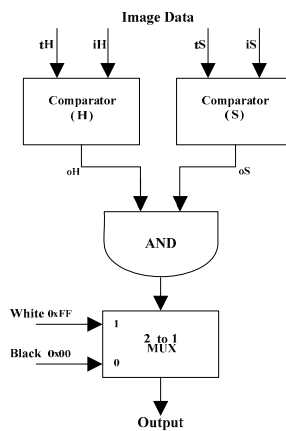 Image Data
tH iH tS iS
Comparator
(H)
Comparator
(S)
oH oS
AND
White 0xFF
1
2 to 1
MUX
Black 0x00
0
Output